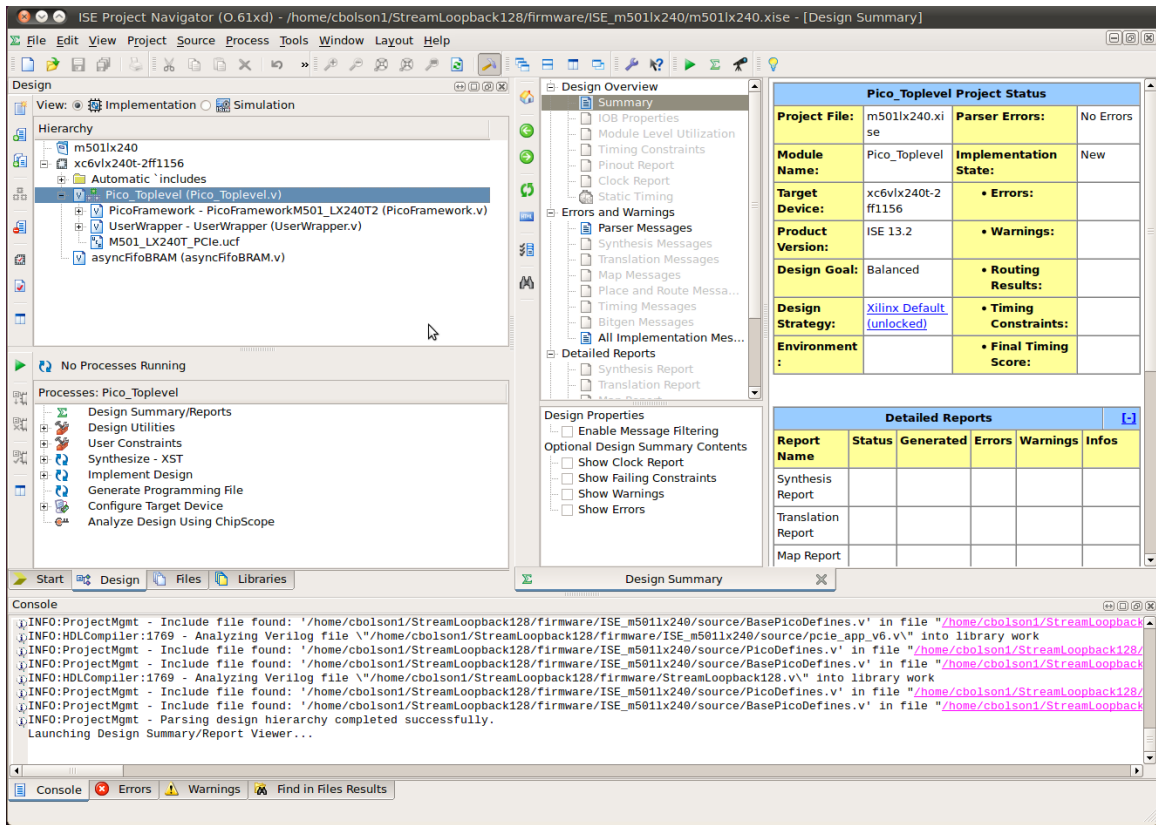 ISE Project Navigator (O.61xd) - /home/cbolson1/StreamLoopback128/firmware/ISE_m501lx240/m501lx240.xise - [Design Summary]
File Edit View Project Source Process Tools Window Layout Help
Design
View: Implementation Simulation
Hierarchy
m501lx240
xc6vlx240t-2ff1156
Automatic `includes
Pico_Toplevel (Pico_Toplevel.v)
PicoFramework - PicoFrameworkM501_LX240T2 (PicoFramework.v)
UserWrapper - UserWrapper (UserWrapper.v)
M501_LX240T_PCIe.ucf
asyncFifoBRAM (asyncFifoBRAM.v)
No Processes Running
Processes: Pico_Toplevel
Design Summary/Reports
Design Utilities
User Constraints
Synthesize - XST
Implement Design
Generate Programming File
Configure Target Device
Analyze Design Using ChipScope
Start Design Files Libraries
Design Overview
Summary
IOB Properties
Module Level Utilization
Timing Constraints
Pinout Report
Clock Report
Static Timing
Errors and Warnings
Parser Messages
Synthesis Messages
Translation Messages
Map Messages
Place and Route Messa...
Timing Messages
Bitgen Messages
All Implementation Mes...
Detailed Reports
Synthesis Report
Translation Report
Map Report
Design Properties
Enable Message Filtering
Optional Design Summary Contents
Show Clock Report
Show Failing Constraints
Show Warnings
Show Errors
Pico_Toplevel Project Status
Project File: m501lx240.xi Parser Errors: No Errors
se
Module Pico_Toplevel Implementation New
Name: State:
Target xc6vlx240t-2 • Errors:
Device: ff1156
Product ISE 13.2 • Warnings:
Version:
Design Goal: Balanced • Routing
Results:
Design Xilinx Default • Timing
Strategy: (unlocked) Constraints:
Environment • Final Timing
: Score:
Detailed Reports [-]
Report Status Generated Errors Warnings Infos
Name
Synthesis
Report
Translation
Report
Map Report
Design Summary
Console
INFO:ProjectMgmt - Include file found: '/home/cbolson1/StreamLoopback128/firmware/ISE_m501lx240/source/BasePicoDefines.v' in file "/home/cbolson1/StreamLoopback
INFO:HDLCompiler:1769 - Analyzing Verilog file \"/home/cbolson1/StreamLoopback128/firmware/ISE_m501lx240/source/pcie_app_v6.v\" into library work
INFO:ProjectMgmt - Include file found: '/home/cbolson1/StreamLoopback128/firmware/ISE_m501lx240/source/PicoDefines.v' in file "/home/cbolson1/StreamLoopback128/
INFO:ProjectMgmt - Include file found: '/home/cbolson1/StreamLoopback128/firmware/ISE_m501lx240/source/BasePicoDefines.v' in file "/home/cbolson1/StreamLoopback
INFO:HDLCompiler:1769 - Analyzing Verilog file \"/home/cbolson1/StreamLoopback128/firmware/StreamLoopback128.v\" into library work
INFO:ProjectMgmt - Include file found: '/home/cbolson1/StreamLoopback128/firmware/ISE_m501lx240/source/PicoDefines.v' in file "/home/cbolson1/StreamLoopback128/
INFO:ProjectMgmt - Include file found: '/home/cbolson1/StreamLoopback128/firmware/ISE_m501lx240/source/BasePicoDefines.v' in file "/home/cbolson1/StreamLoopback
INFO:ProjectMgmt - Parsing design hierarchy completed successfully.
Launching Design Summary/Report Viewer...
Console Errors Warnings Find in Files Results